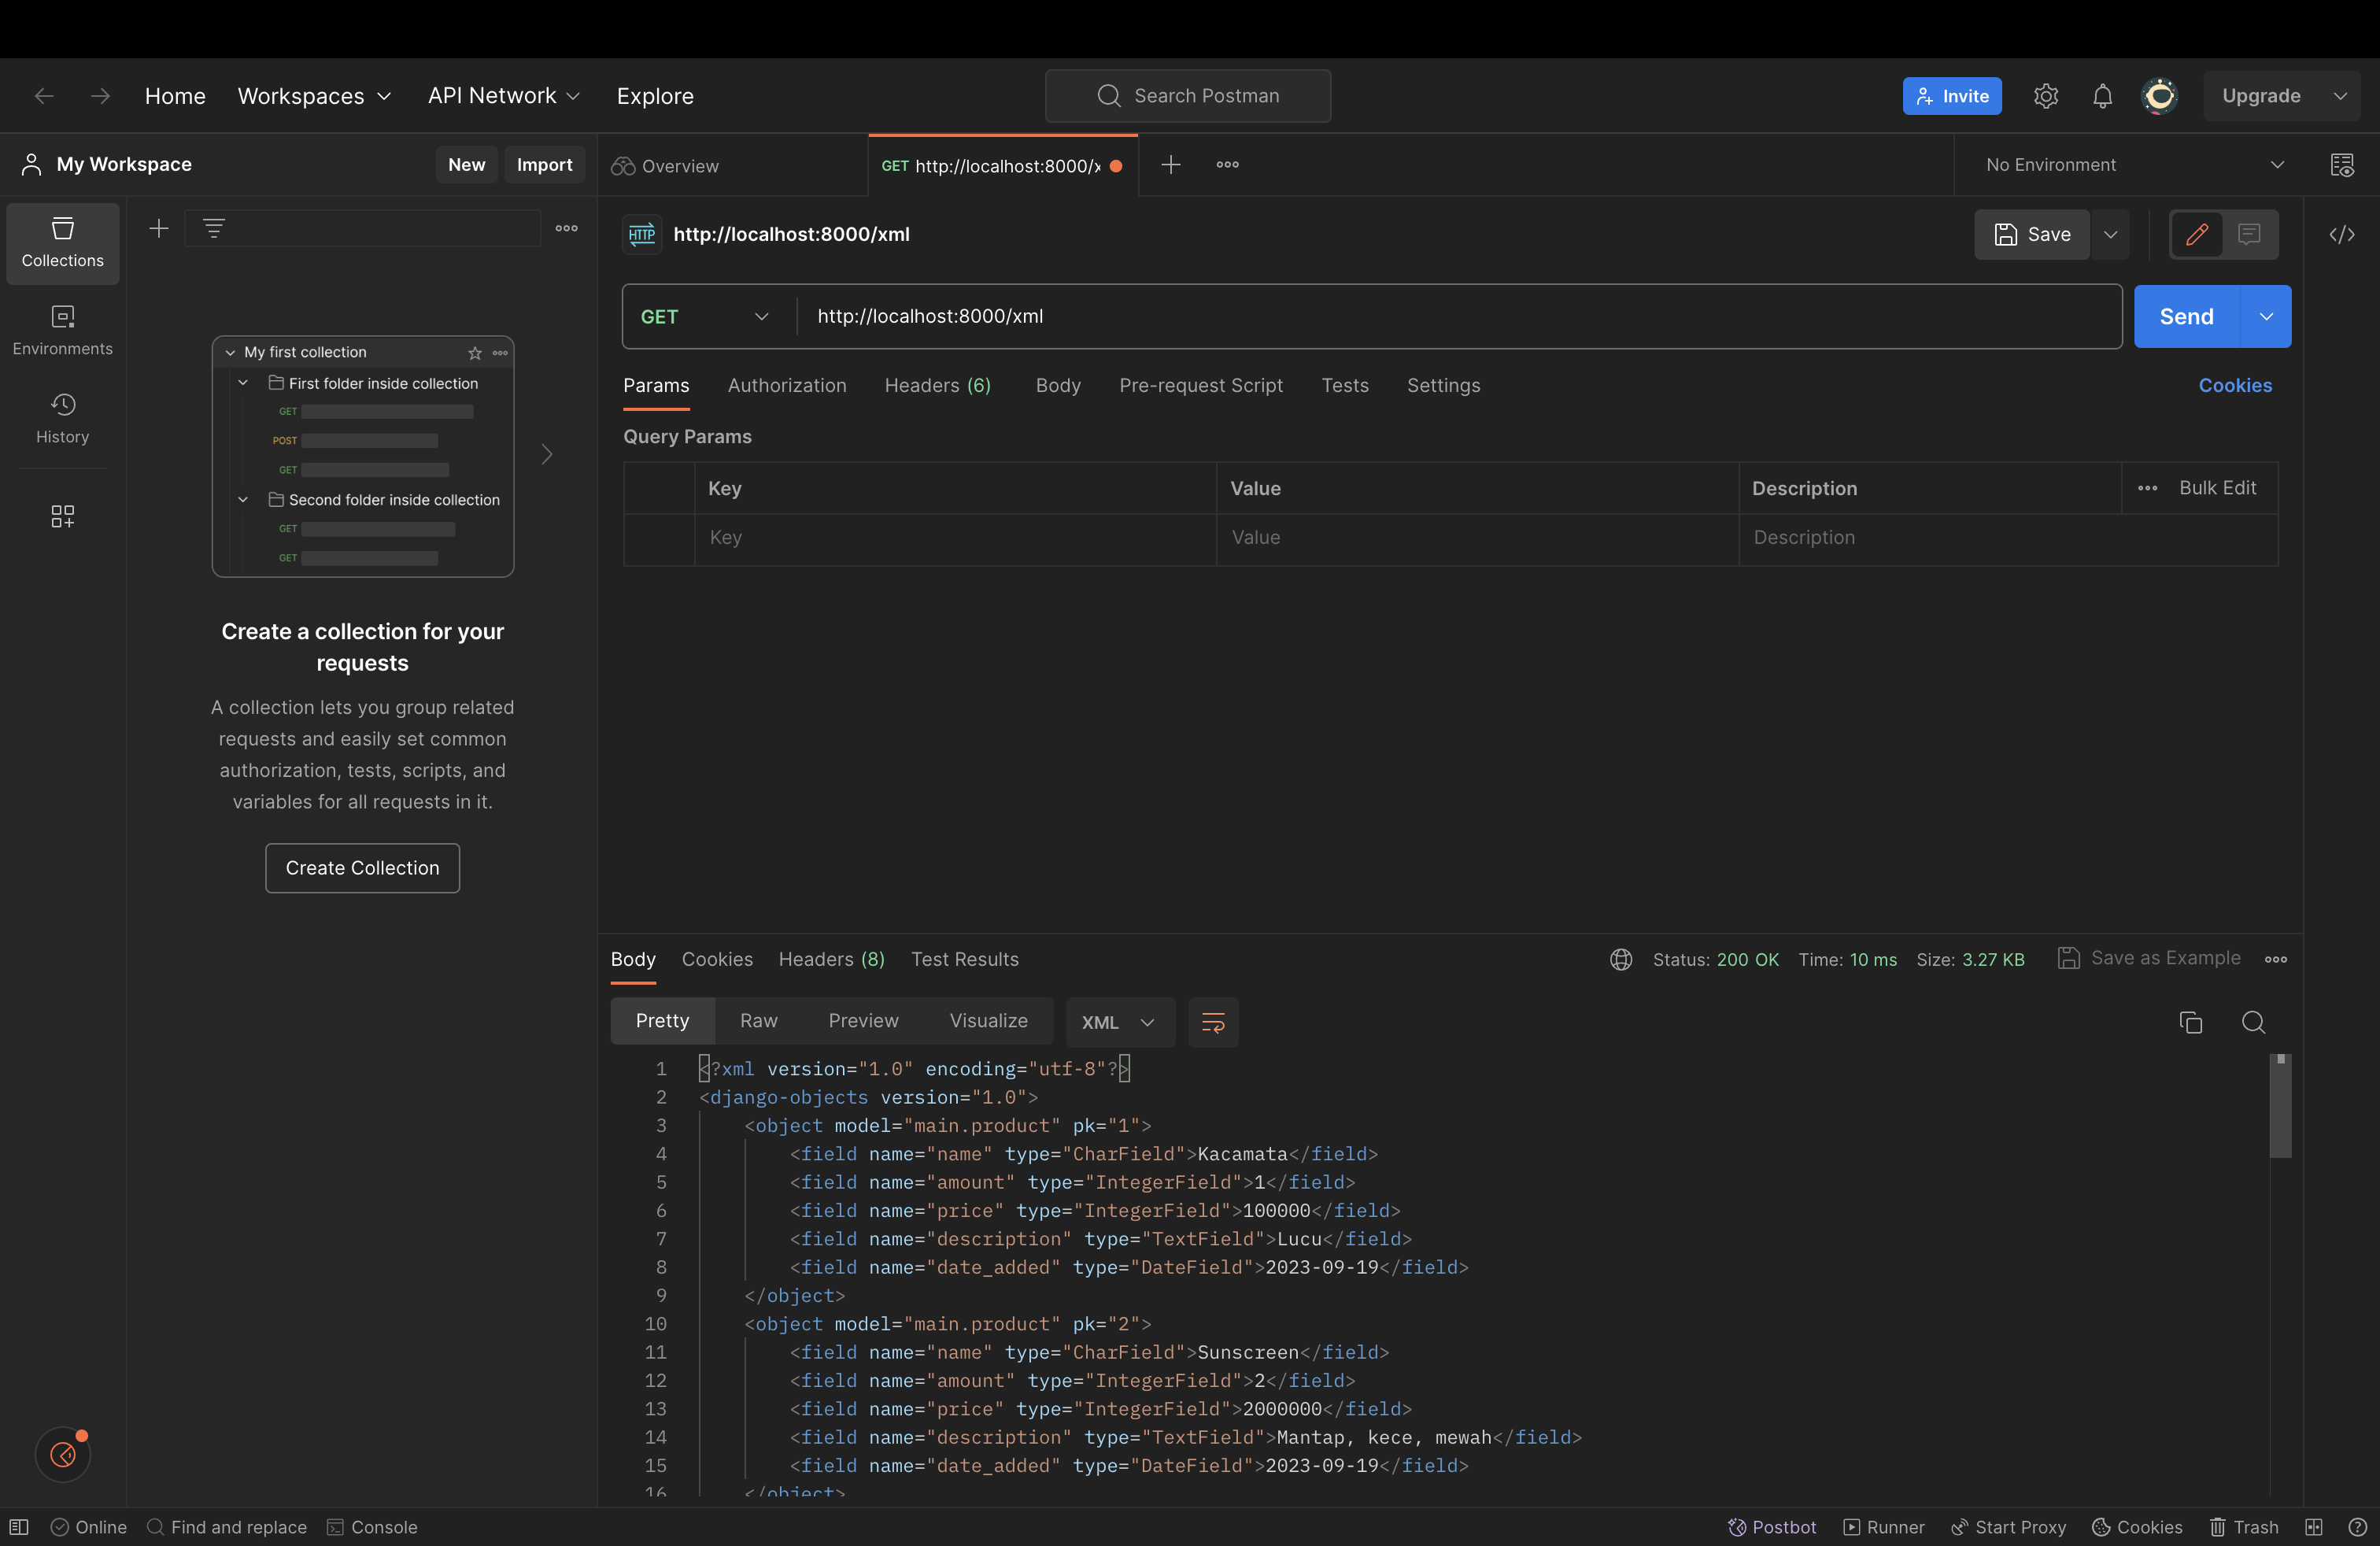 Home Workspaces API Network Explore Search Postman Invite Upgrade
My Workspace New Import Overview GET http://localhost:8000/x No Environment
Collections
Environments
History
My first collection
First folder inside collection
GET
POST
GET
Second folder inside collection
GET
GET
Create a collection for your
requests
A collection lets you group related
requests and easily set common
authorization, tests, scripts, and
variables for all requests in it.
Create Collection
HTTP http://localhost:8000/xml Save
GET http://localhost:8000/xml Send
Params Authorization Headers (6) Body Pre-request Script Tests Settings Cookies
Query Params
Key Value Description Bulk Edit
Key Value Description
Body Cookies Headers (8) Test Results Status: 200 OK Time: 10 ms Size: 3.27 KB Save as Example
Pretty Raw Preview Visualize XML
1 <?xml version="1.0" encoding="utf-8"?>
2 <django-objects version="1.0">
3 <object model="main.product" pk="1">
4 <field name="name" type="CharField">Kacamata</field>
5 <field name="amount" type="IntegerField">1</field>
6 <field name="price" type="IntegerField">100000</field>
7 <field name="description" type="TextField">Lucu</field>
8 <field name="date_added" type="DateField">2023-09-19</field>
9 </object>
10 <object model="main.product" pk="2">
11 <field name="name" type="CharField">Sunscreen</field>
12 <field name="amount" type="IntegerField">2</field>
13 <field name="price" type="IntegerField">2000000</field>
14 <field name="description" type="TextField">Mantap, kece, mewah</field>
15 <field name="date_added" type="DateField">2023-09-19</field>
16 </object>
Online Find and replace Console Postbot Runner Start Proxy Cookies Trash